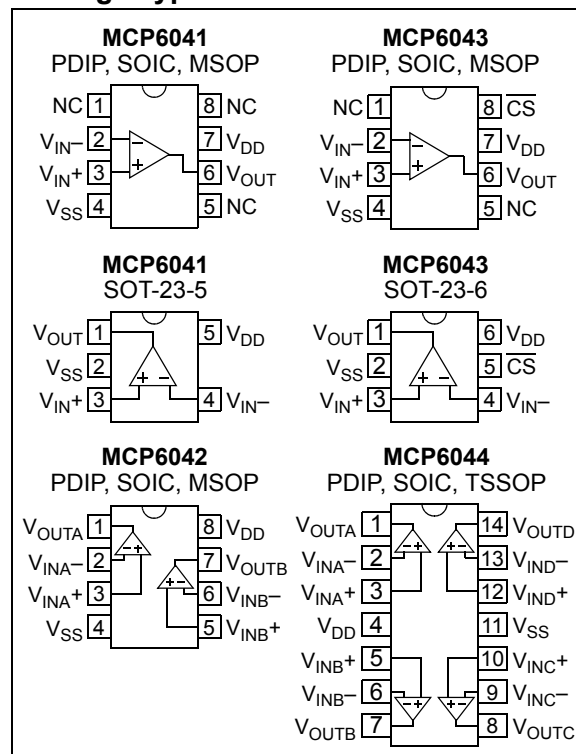 MCP6041
PDIP, SOIC, MSOP
NC 1 8 NC
VIN– 2 7 VDD
VIN+ 3 6 VOUT
VSS 4 5 NC
MCP6043
PDIP, SOIC, MSOP
NC 1 8 CS
VIN– 2 7 VDD
VIN+ 3 6 VOUT
VSS 4 5 NC
MCP6041
SOT-23-5
VOUT 1 5 VDD
VSS 2
VIN+ 3 4 VIN–
MCP6043
SOT-23-6
VOUT 1 6 VDD
VSS 2 5 CS
VIN+ 3 4 VIN–
MCP6042
PDIP, SOIC, MSOP
VOUTA 1 8 VDD
VINA– 2 7 VOUTB
VINA+ 3 6 VINB–
VSS 4 5 VINB+
MCP6044
PDIP, SOIC, TSSOP
VOUTA 1 14 VOUTD
VINA– 2 13 VIND–
VINA+ 3 12 VIND+
VDD 4 11 VSS
VINB+ 5 10 VINC+
VINB– 6 9 VINC–
VOUTB 7 8 VOUTC